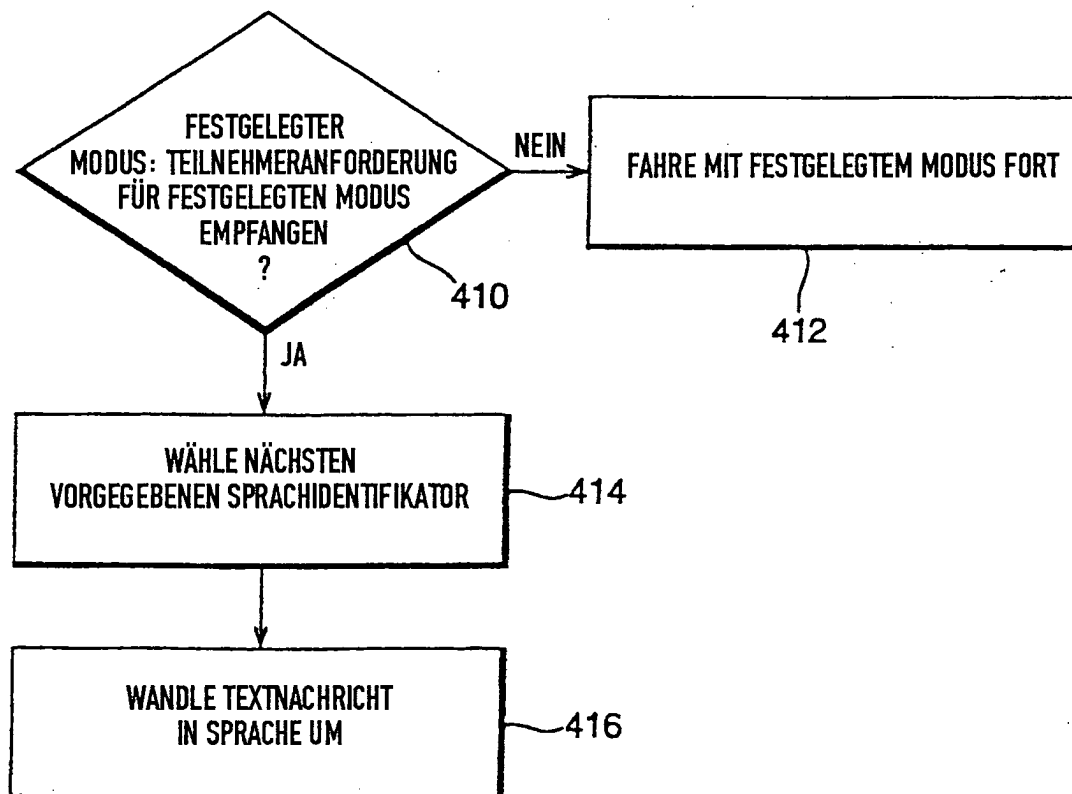 FESTGELEGTER
MODUS: TEILNEHMERANFORDERUNG
FÜR FESTGELEGTEN MODUS
EMPFANGEN
?
NEIN
FAHRE MIT FESTGELEGTEM MODUS FORT
410
412
JA
WÄHLE NÄCHSTEN
VORGEGEBENEN SPRACHIDENTIFIKATOR
414
WANDLE TEXTNACHRICHT
IN SPRACHE UM
416